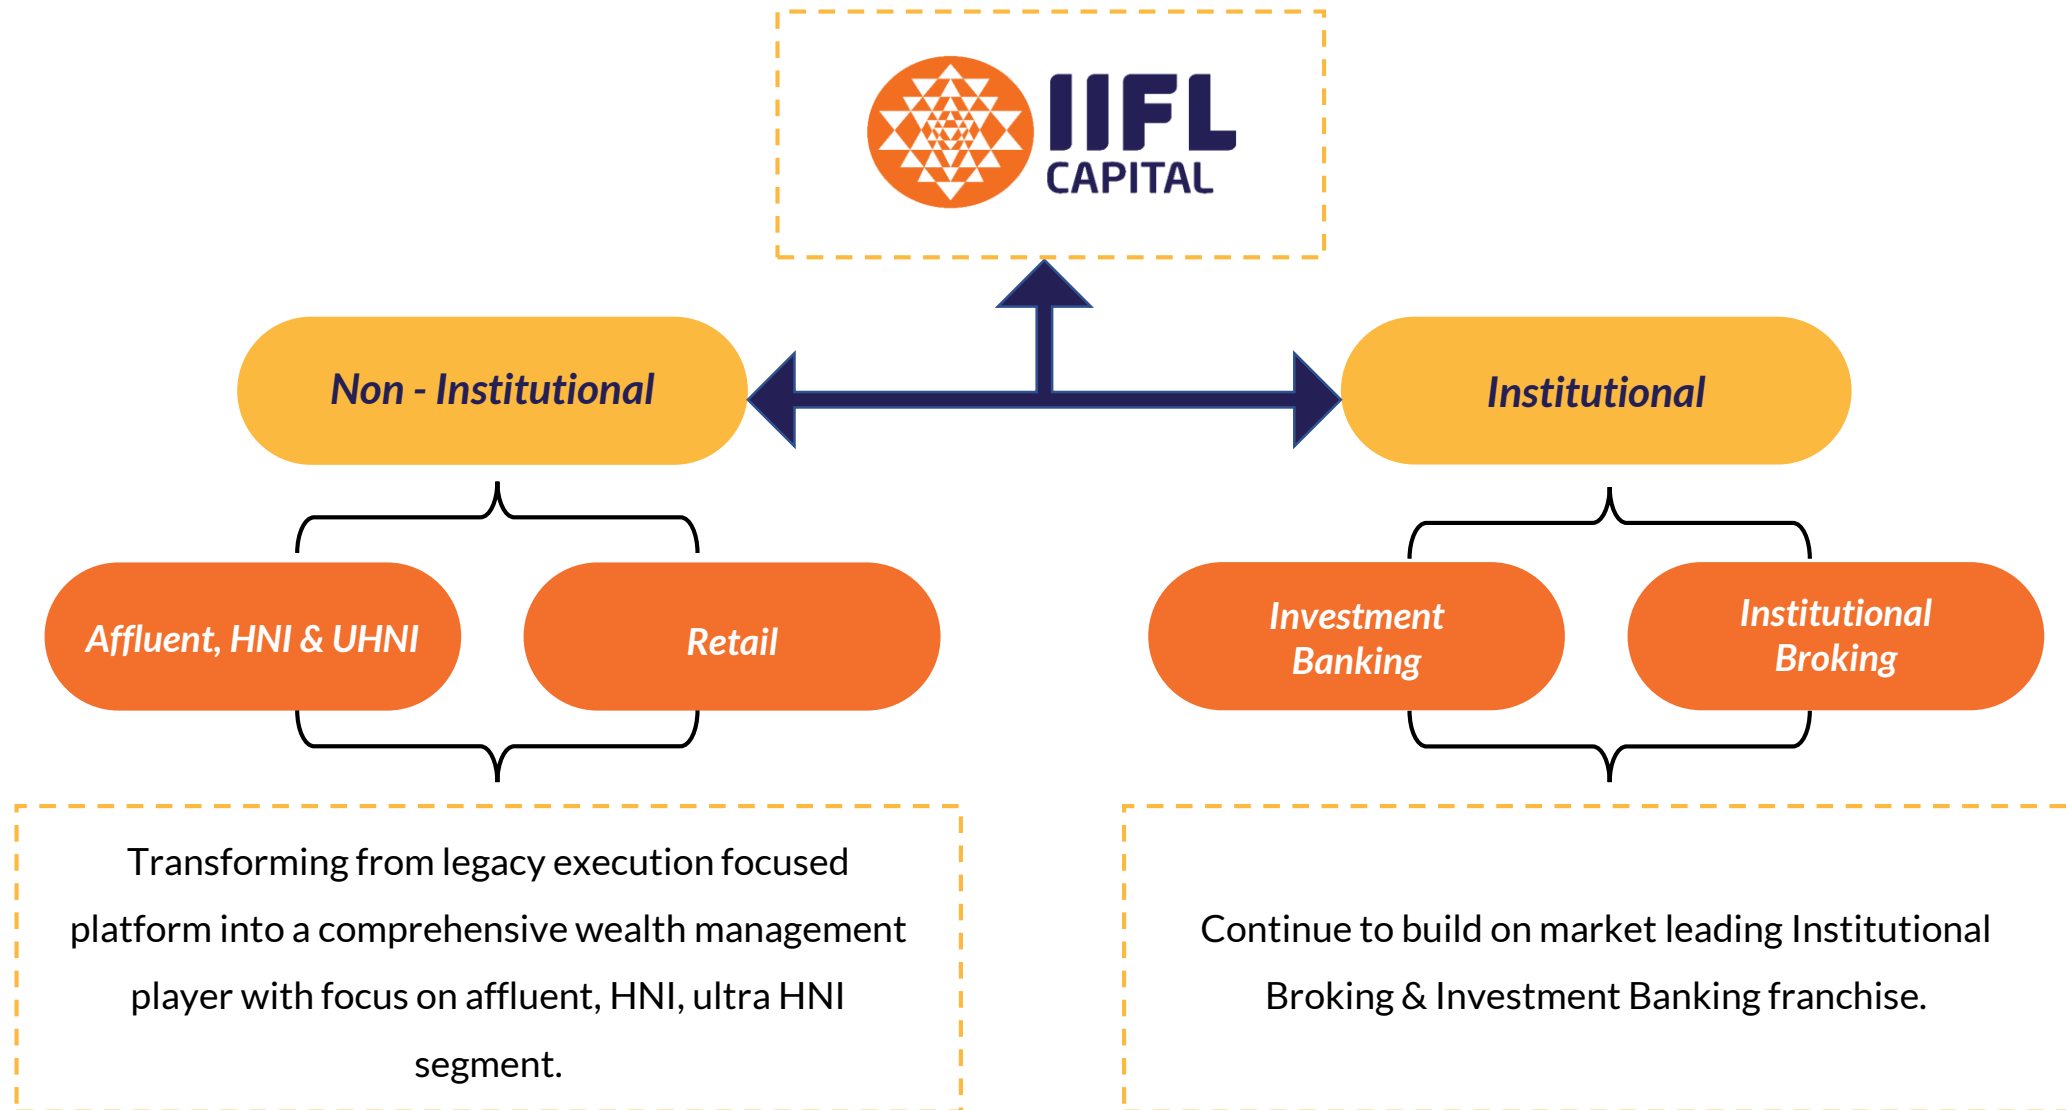 IIFL
CAPITAL
Non - Institutional
Institutional
Affluent, HNI & UHNI
Retail
Investment
Banking
Institutional
Broking
Transforming from legacy execution focused
platform into a comprehensive wealth management
player with focus on affluent, HNI, ultra HNI
segment.
Continue to build on market leading Institutional
Broking & Investment Banking franchise.